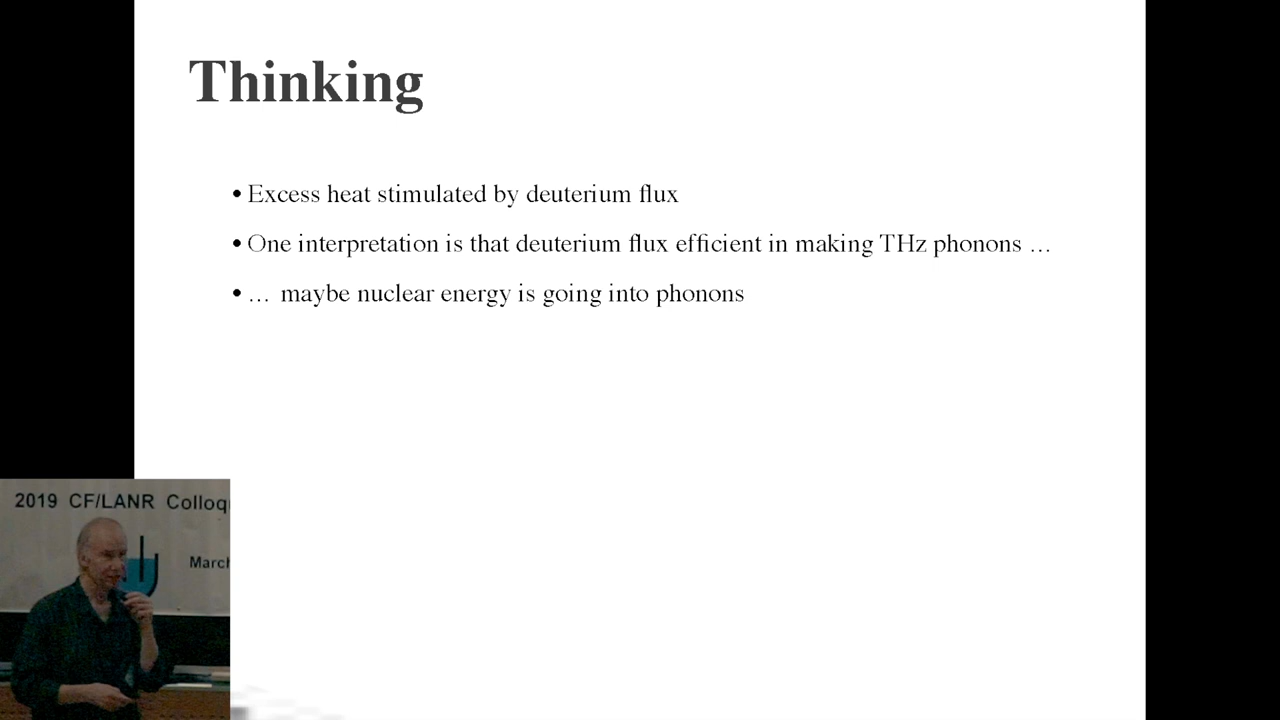 Thinking
• Excess heat stimulated by deuterium flux
• One interpretation is that deuterium flux efficient in making THz phonons …
• … maybe nuclear energy is going into phonons
2019 CF/LANR Colloq
March